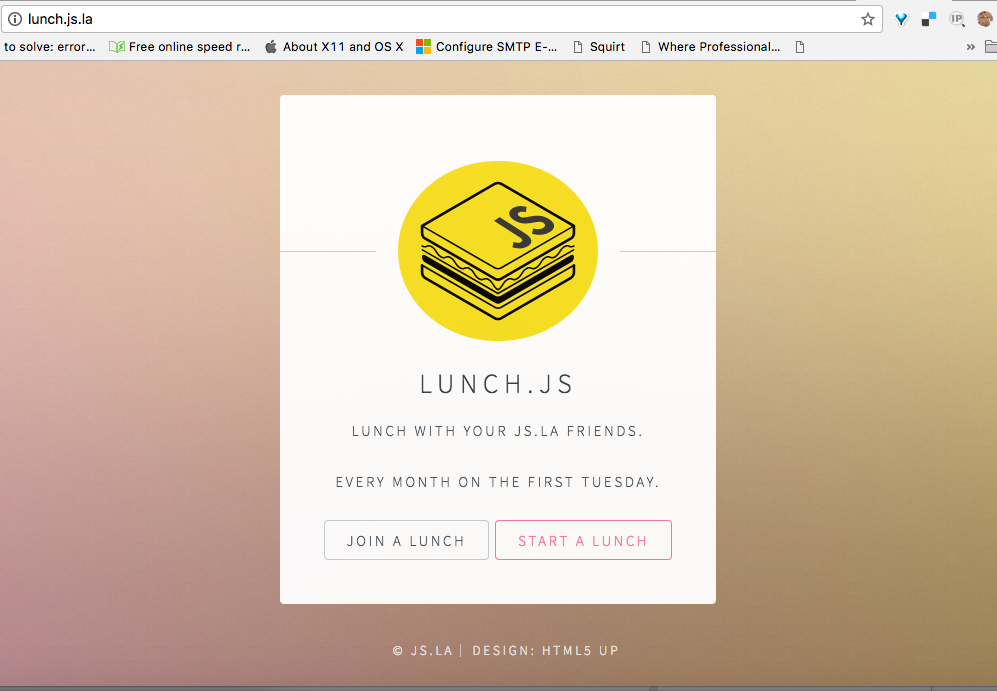 lunch.js.la
IP
to solve: error... Free online speed r... About X11 and OS X Configure SMTP E-... Squirt Where Professional... »
JS
LUNCH.JS
LUNCH WITH YOUR JS.LA FRIENDS.
EVERY MONTH ON THE FIRST TUESDAY.
JOIN A LUNCH START A LUNCH
© JS.LA | DESIGN: HTML5 UP